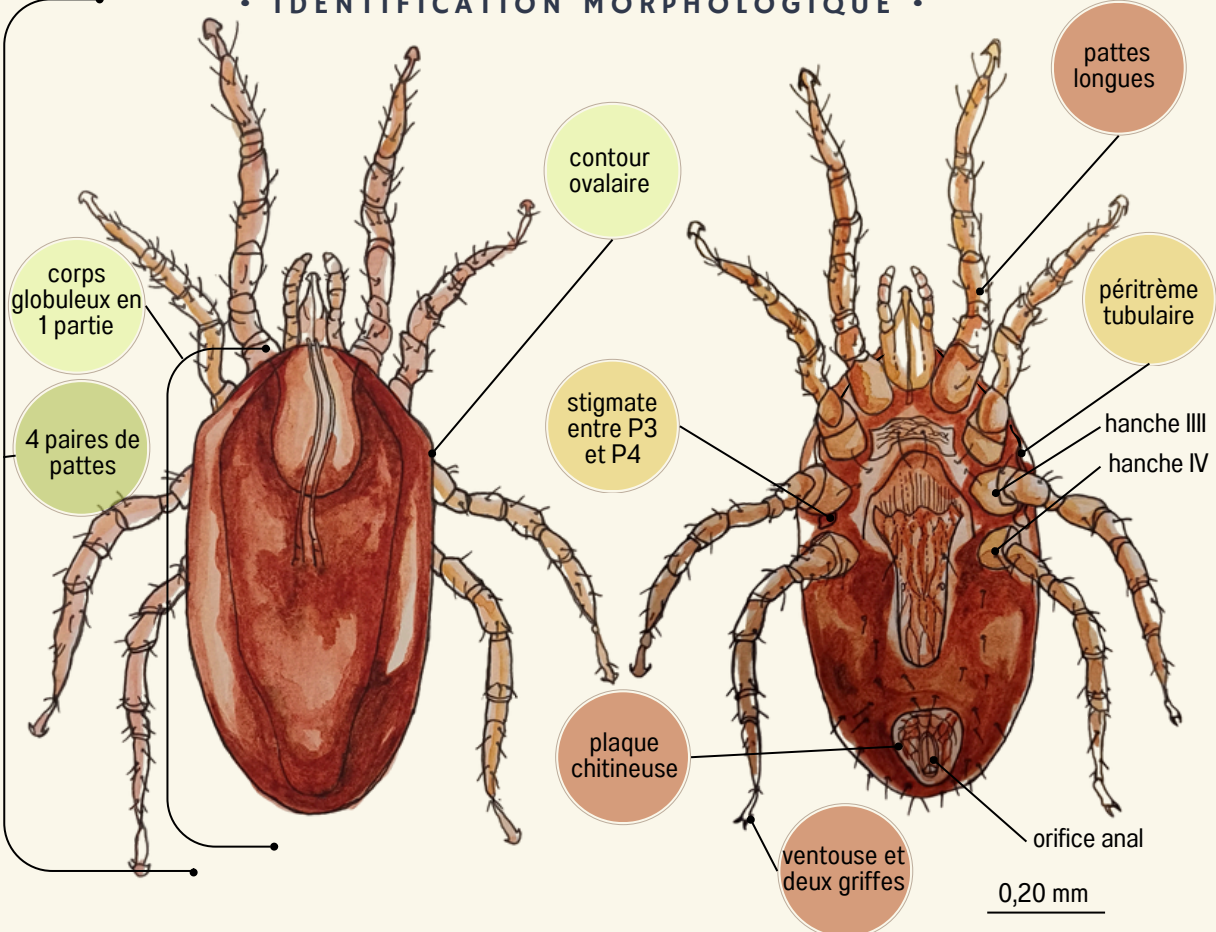 • IDENTIFICATION MORPHOLOGIQUE •
pattes
longues
contour
ovalaire
corps
globuleux en
1 partie
péritrème
tubulaire
4 paires de
pattes
stigmate
entre P3
et P4
hanche IIII
hanche IV
plaque
chitineuse
ventouse et
deux griffes
orifice anal
0,20 mm